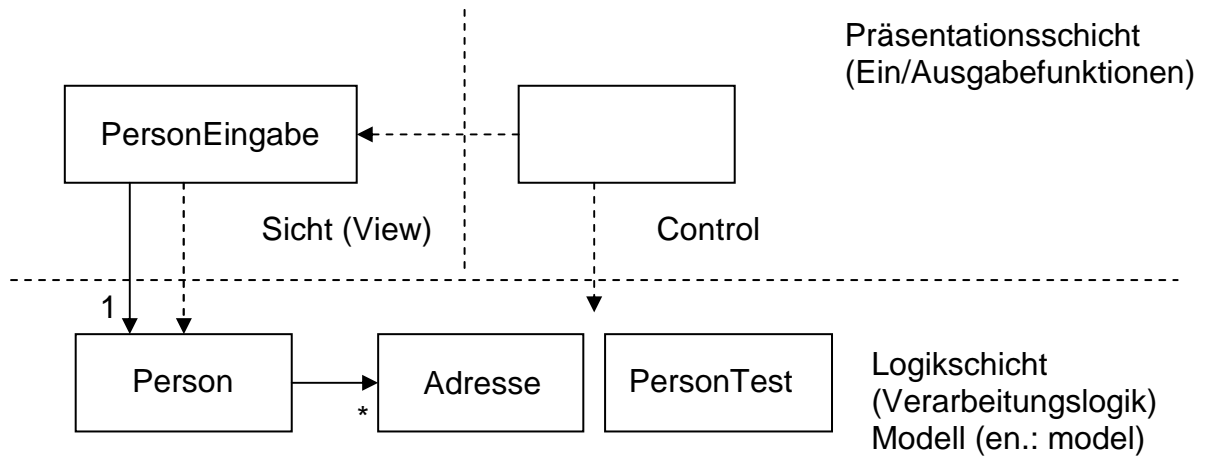 Präsentationsschicht
(Ein/Ausgabefunktionen)
PersonEingabe
Sicht (View)
Control
1
Person
*
Adresse
PersonTest
Logikschicht
(Verarbeitungslogik)
Modell (en.: model)